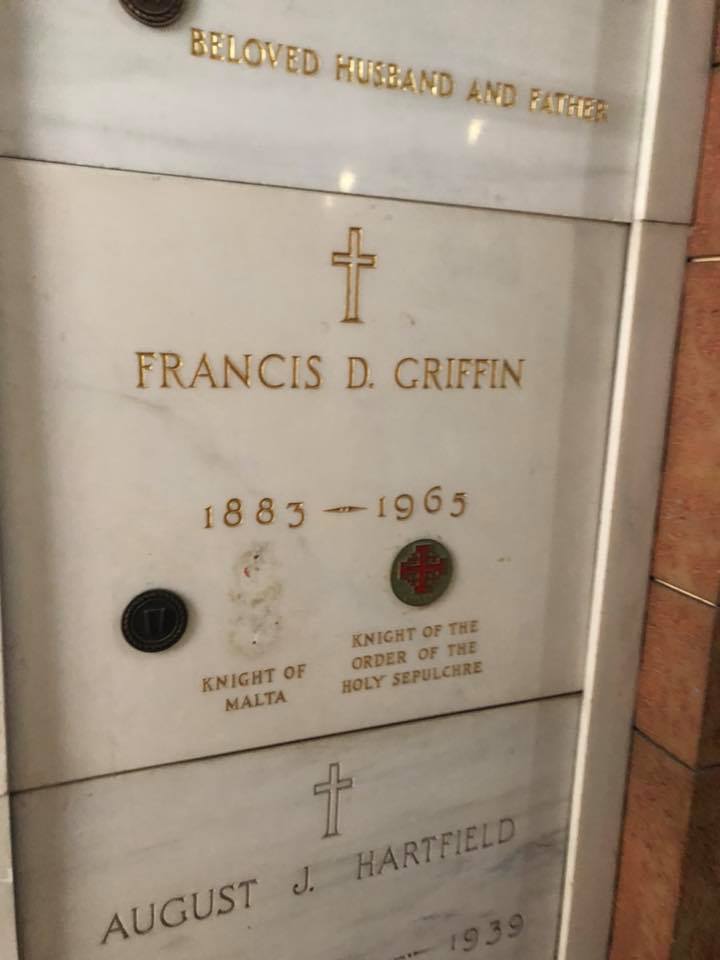 BELOVED HUSBAND AND FATHER
FRANCIS D. GRIFFIN
1883 — 1965
KNIGHT OF
MALTA
KNIGHT OF THE
ORDER OF THE
HOLY SEPULCHRE
AUGUST J. HARTFIELD
— 1939